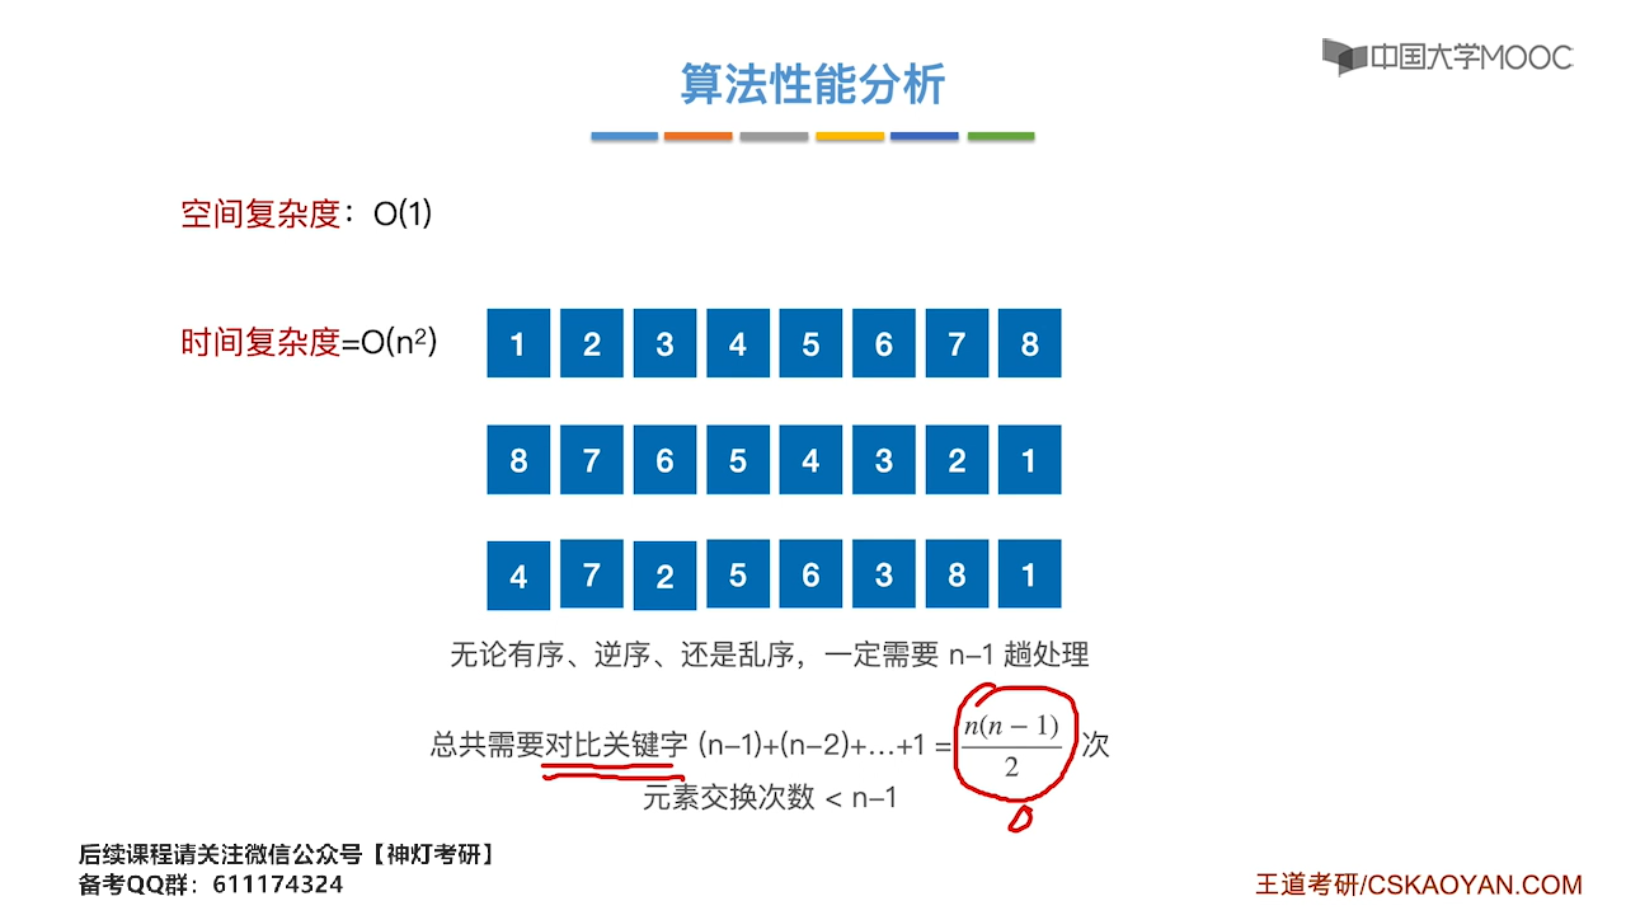 中国大学MOOC
算法性能分析
空间复杂度：O(1)
时间复杂度=O(n²)
1 2 3 4 5 6 7 8
8 7 6 5 4 3 2 1
4 7 2 5 6 3 8 1
无论有序、逆序、还是乱序，一定需要 n-1 趟处理
总共需要对比关键字 (n-1)+(n-2)+...+1 = n(n − 1)/2 次
元素交换次数 < n-1
后续课程请关注微信公众号【神灯考研】
备考QQ群：611174324
王道考研/CSKAOYAN.COM